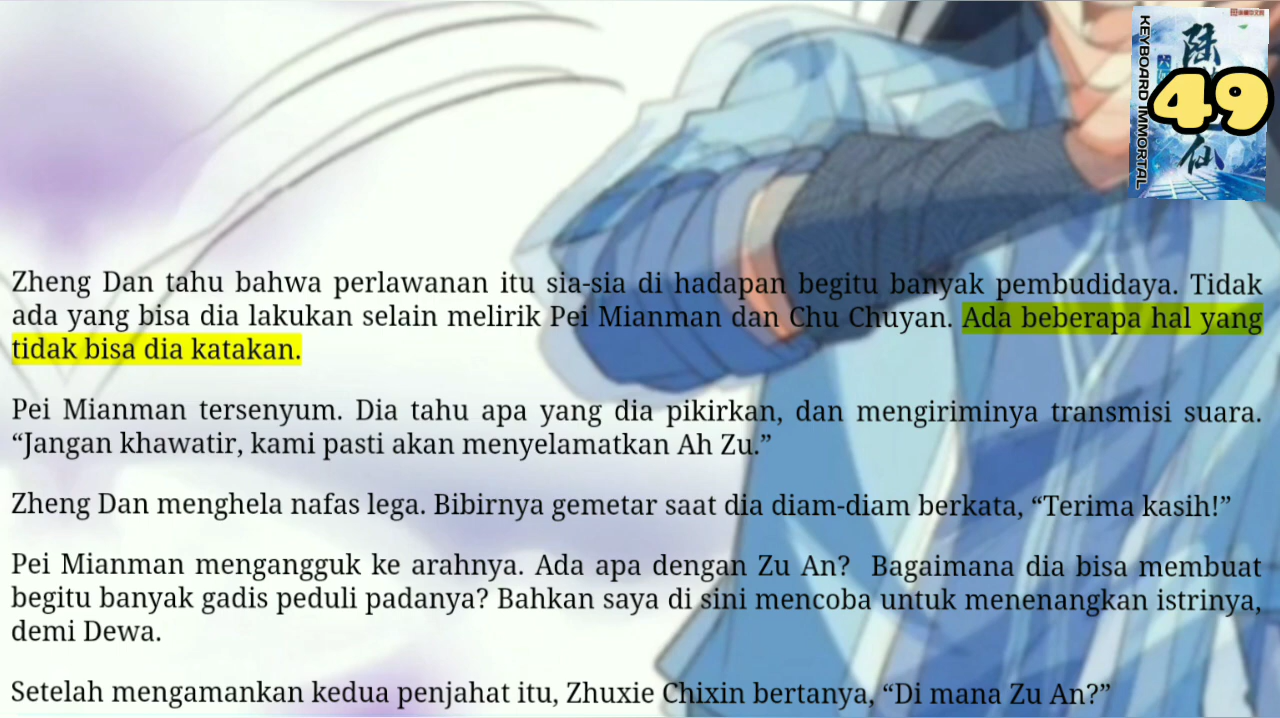 Zheng Dan tahu bahwa perlawanan itu sia-sia di hadapan begitu banyak pembudidaya. Tidak
ada yang bisa dia lakukan selain melirik Pei Mianman dan Chu Chuyan. Ada beberapa hal yang
tidak bisa dia katakan.
Pei Mianman tersenyum. Dia tahu apa yang dia pikirkan, dan mengiriminya transmisi suara.
“Jangan khawatir, kami pasti akan menyelamatkan Ah Zu.”
Zheng Dan menghela nafas lega. Bibirnya gemetar saat dia diam-diam berkata, “Terima kasih!”
Pei Mianman mengangguk ke arahnya. Ada apa dengan Zu An? Bagaimana dia bisa membuat
begitu banyak gadis peduli padanya? Bahkan saya di sini mencoba untuk menenangkan istrinya,
demi Dewa.
Setelah mengamankan kedua penjahat itu, Zhuxie Chixin bertanya, “Di mana Zu An?”
KEYBOARD IMMORTAL
陆
仙
49